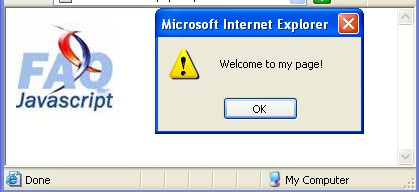 Microsoft Internet Explorer
FAQ
Javascript
Welcome to my page!
OK
Done
My Computer